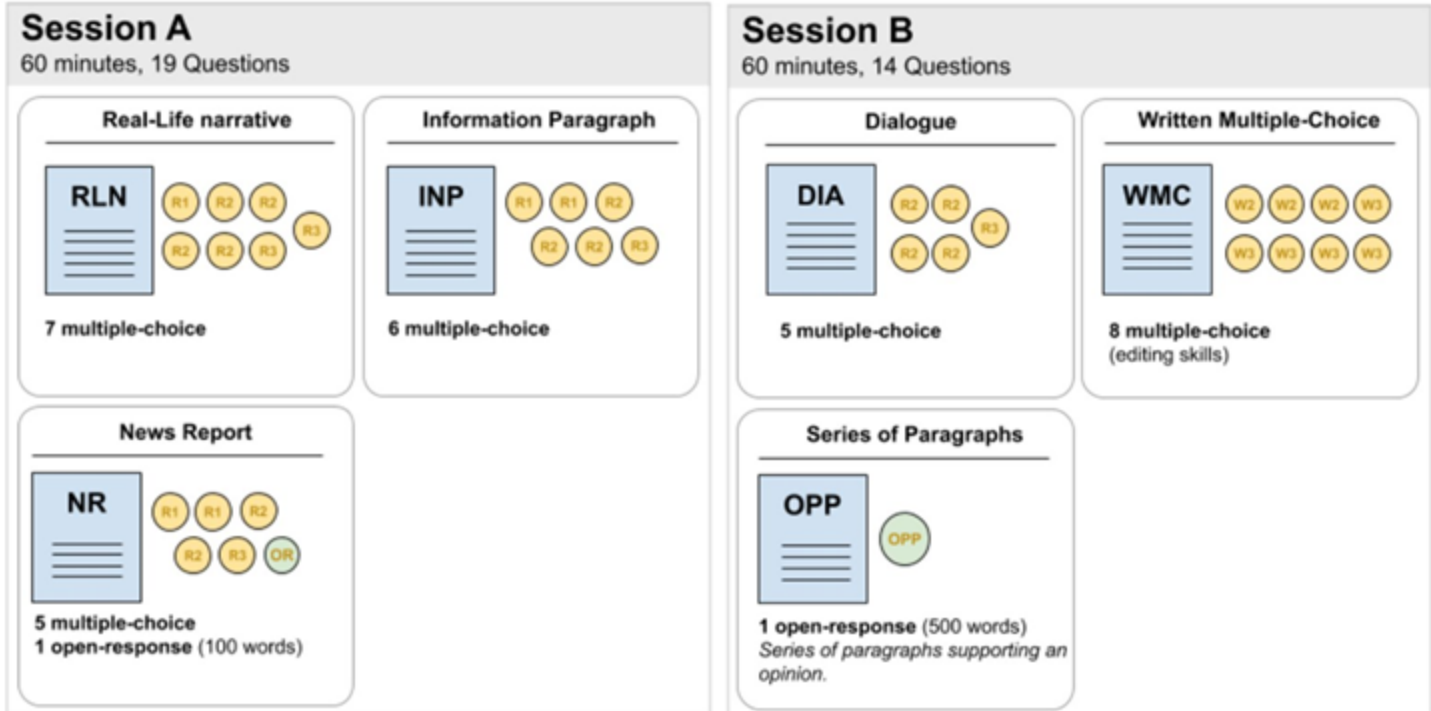 Session A
60 minutes, 19 Questions
Real-Life narrative
RLN
R1 R2 R2
R3
R2 R2 R3
7 multiple-choice
Information Paragraph
INP
R1 R1 R2
R2 R2 R3
6 multiple-choice
News Report
NR
R1 R1 R2
R2 R3 OR
5 multiple-choice
1 open-response (100 words)
Session B
60 minutes, 14 Questions
Dialogue
DIA
R2 R2
R3
R2 R2
5 multiple-choice
Written Multiple-Choice
WMC
W2 W2 W2 W3
W3 W3 W3 W3
8 multiple-choice
(editing skills)
Series of Paragraphs
OPP
OPP
1 open-response (500 words)
Series of paragraphs supporting an
opinion.